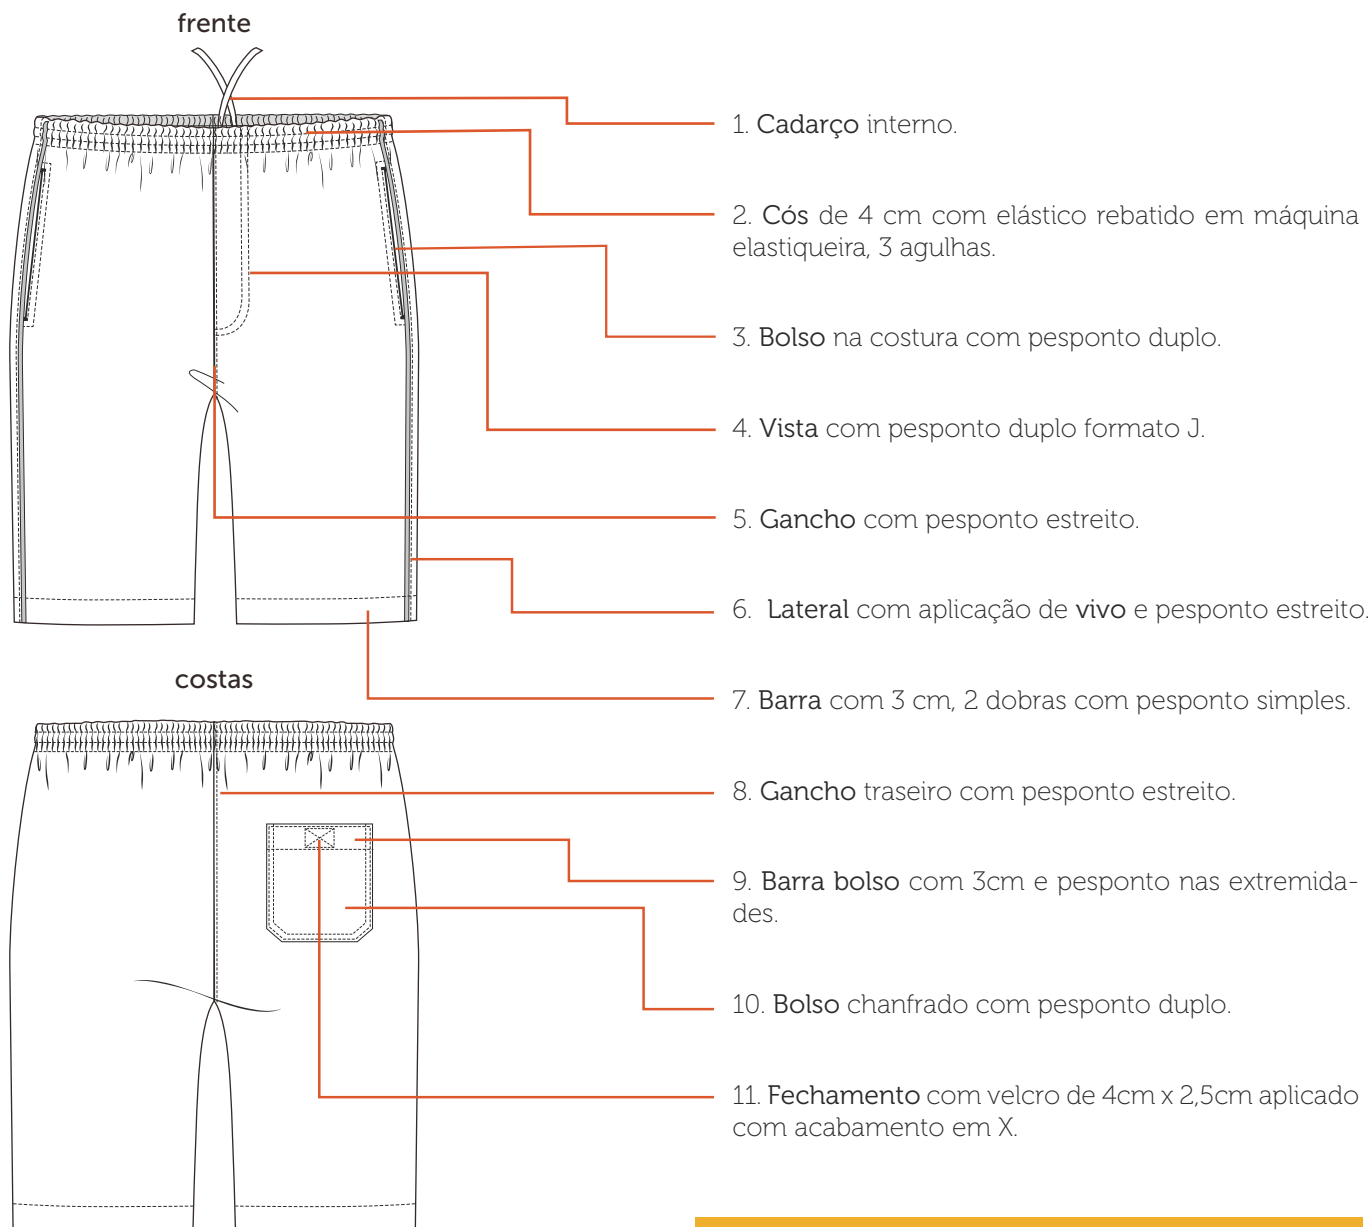 frente
1. Cadarço interno.
2. Cós de 4 cm com elástico rebatido em máquina
elastiqueira, 3 agulhas.
3. Bolso na costura com pesponto duplo.
4. Vista com pesponto duplo formato J.
5. Gancho com pesponto estreito.
6. Lateral com aplicação de vivo e pesponto estreito.
costas
7. Barra com 3 cm, 2 dobras com pesponto simples.
8. Gancho traseiro com pesponto estreito.
9. Barra bolso com 3cm e pesponto nas extremida-
des.
10. Bolso chanfrado com pesponto duplo.
11. Fechamento com velcro de 4cm x 2,5cm aplicado
com acabamento em X.